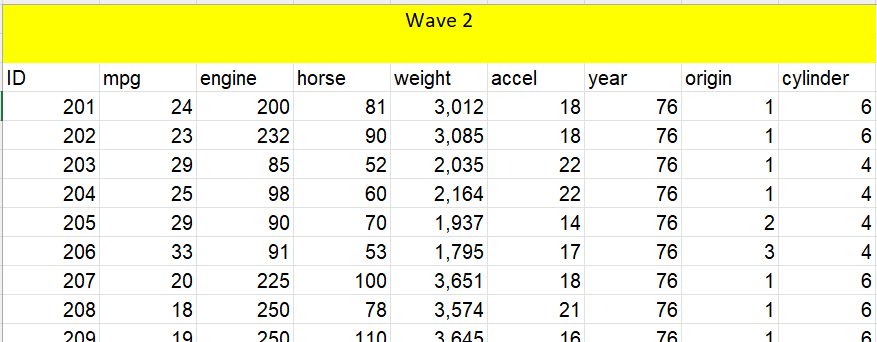 Wave 2
ID mpg engine horse weight accel year origin cylinder
201 24 200 81 3,012 18 76 1 6
202 23 232 90 3,085 18 76 1 6
203 29 85 52 2,035 22 76 1 4
204 25 98 60 2,164 22 76 1 4
205 29 90 70 1,937 14 76 2 4
206 33 91 53 1,795 17 76 3 4
207 20 225 100 3,651 18 76 1 6
208 18 250 78 3,574 21 76 1 6
209 19 250 110 3,645 16 76 1 6